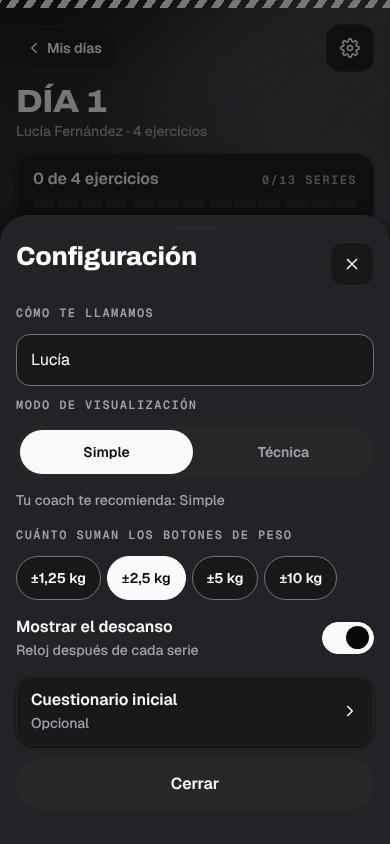 Mis días
DÍA 1
Lucía Fernández · 4 ejercicios
0 de 4 ejercicios
0/13 SERIES
Configuración
CÓMO TE LLAMAMOS
Lucía
MODO DE VISUALIZACIÓN
Simple
Técnica
Tu coach te recomienda: Simple
CUÁNTO SUMAN LOS BOTONES DE PESO
±1,25 kg
±2,5 kg
±5 kg
±10 kg
Mostrar el descanso
Reloj después de cada serie
Cuestionario inicial
Opcional
Cerrar